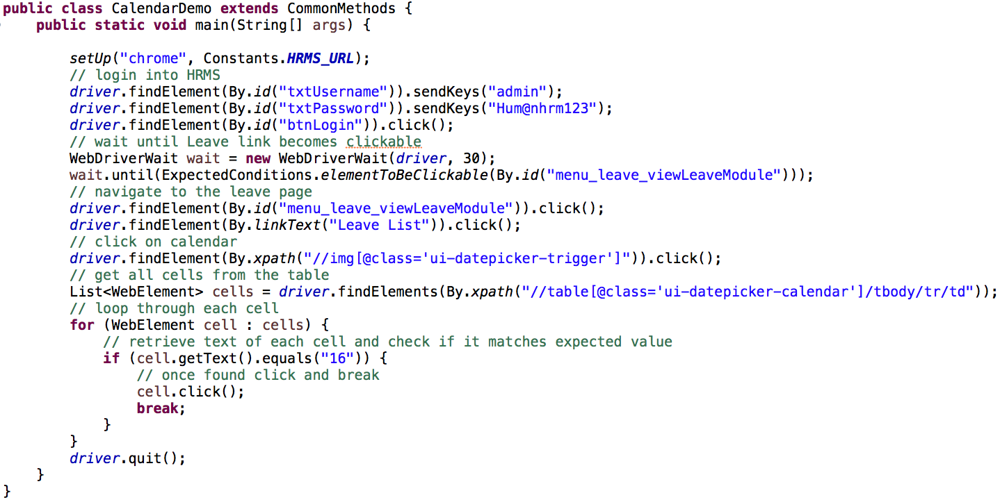 public class CalendarDemo extends CommonMethods {
public static void main(String[] args) {
setUp("chrome", Constants.HRMS_URL);
// login into HRMS
driver.findElement(By.id("txtUsername")).sendKeys("admin");
driver.findElement(By.id("txtPassword")).sendKeys("Hum@nhrm123");
driver.findElement(By.id("btnLogin")).click();
// wait until Leave link becomes clickable
WebDriverWait wait = new WebDriverWait(driver, 30);
wait.until(ExpectedConditions.elementToBeClickable(By.id("menu_leave_viewLeaveModule")));
// navigate to the leave page
driver.findElement(By.id("menu_leave_viewLeaveModule")).click();
driver.findElement(By.linkText("Leave List")).click();
// click on calendar
driver.findElement(By.xpath("//img[@class='ui-datepicker-trigger']")).click();
// get all cells from the table
List<WebElement> cells = driver.findElements(By.xpath("//table[@class='ui-datepicker-calendar']/tbody/tr/td"));
// loop through each cell
for (WebElement cell : cells) {
// retrieve text of each cell and check if it matches expected value
if (cell.getText().equals("16")) {
// once found click and break
cell.click();
break;
}
}
driver.quit();
}
}